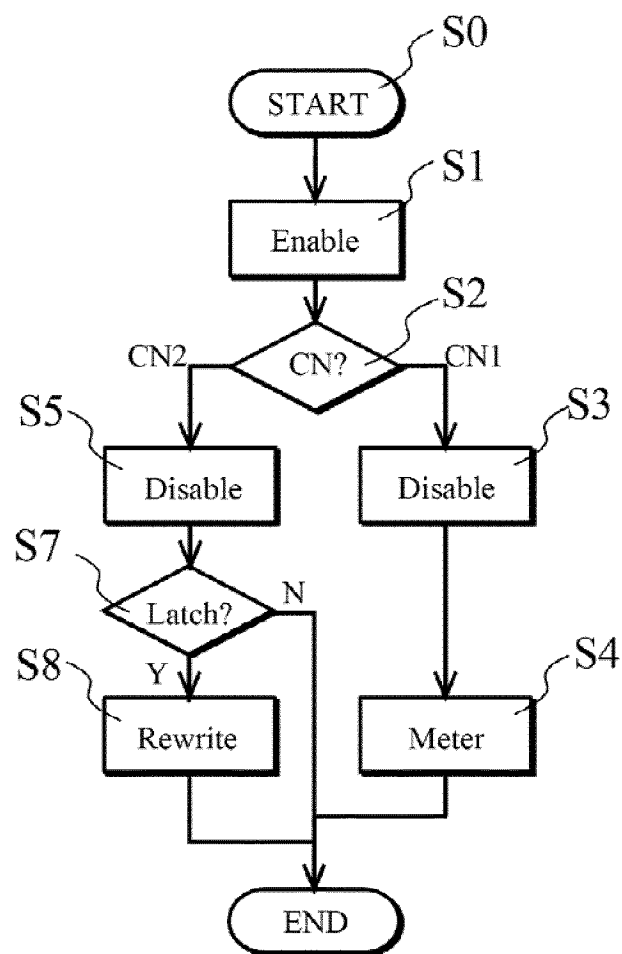 S0
START
S1
Enable
S2
CN2
CN?
CN1
S5
S3
Disable
Disable
S7
Latch?
N
S8
Y
S4
Rewrite
Meter
END